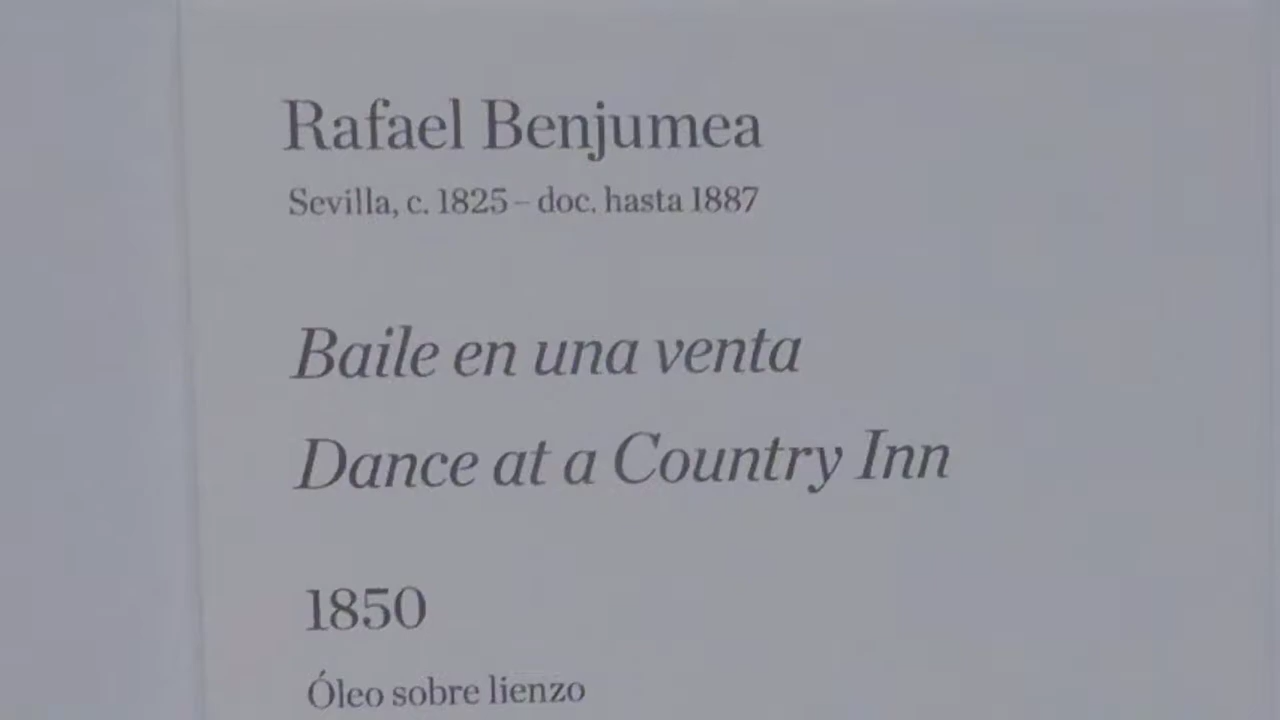 Rafael Benjumea
Sevilla, c. 1825 – doc. hasta 1887
Baile en una venta
Dance at a Country Inn
1850
Óleo sobre lienzo